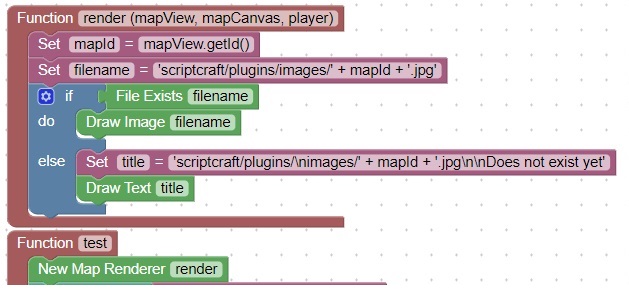 Function render (mapView, mapCanvas, player)
Set mapId = mapView.getId()
Set filename = 'scriptcraft/plugins/images/' + mapId + '.jpg'
if File Exists filename
do Draw Image filename
else Set title = 'scriptcraft/plugins/\nimages/' + mapId + '.jpg\n\nDoes not exist yet'
Draw Text title
Function test
New Map Renderer render